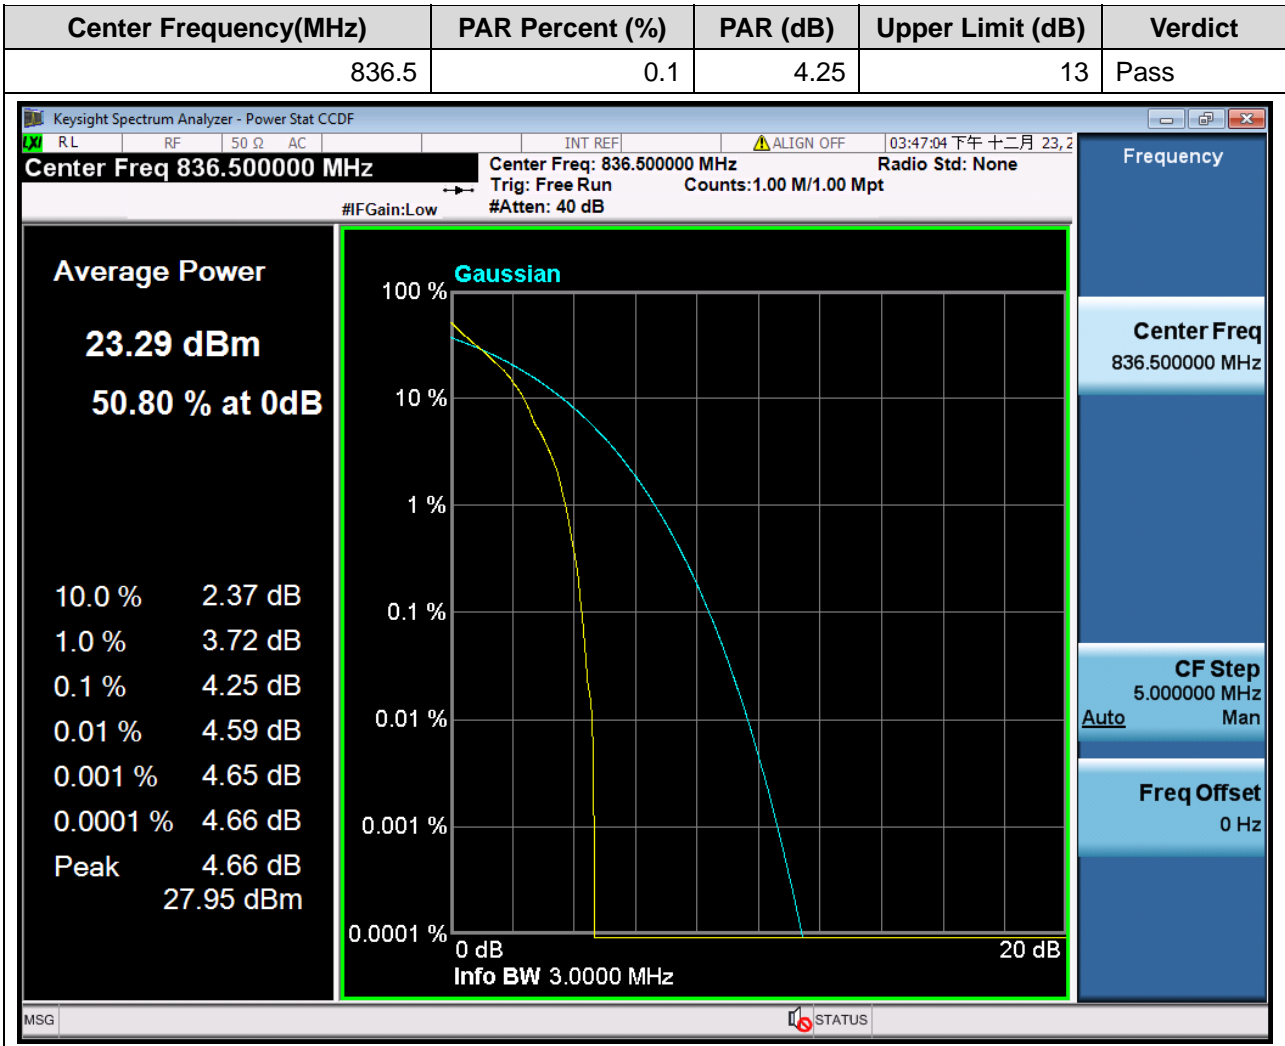 Center Frequency(MHz) PAR Percent (%) PAR (dB) Upper Limit (dB) Verdict
836.5 0.1 4.25 13 Pass
Keysight Spectrum Analyzer - Power Stat CCDF
LXI RL RF 50 Ω AC INT REF ALIGN OFF 03:47:04 下午 十二月 23, 2
Center Freq 836.500000 MHz
Center Freq: 836.500000 MHz Radio Std: None
Trig: Free Run Counts:1.00 M/1.00 Mpt
#IFGain:Low #Atten: 40 dB
Average Power
23.29 dBm
50.80 % at 0dB
10.0 % 2.37 dB
1.0 % 3.72 dB
0.1 % 4.25 dB
0.01 % 4.59 dB
0.001 % 4.65 dB
0.0001 % 4.66 dB
Peak 4.66 dB
27.95 dBm
Gaussian
100 %
10 %
1 %
0.1 %
0.01 %
0.001 %
0.0001 %
0 dB 20 dB
Info BW 3.0000 MHz
Frequency
Center Freq
836.500000 MHz
CF Step
5.000000 MHz
Auto Man
Freq Offset
0 Hz
MSG STATUS